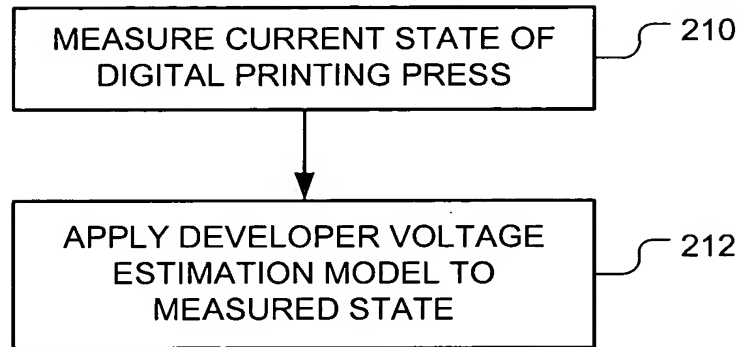 MEASURE CURRENT STATE OF
DIGITAL PRINTING PRESS
210
APPLY DEVELOPER VOLTAGE
ESTIMATION MODEL TO
MEASURED STATE
212